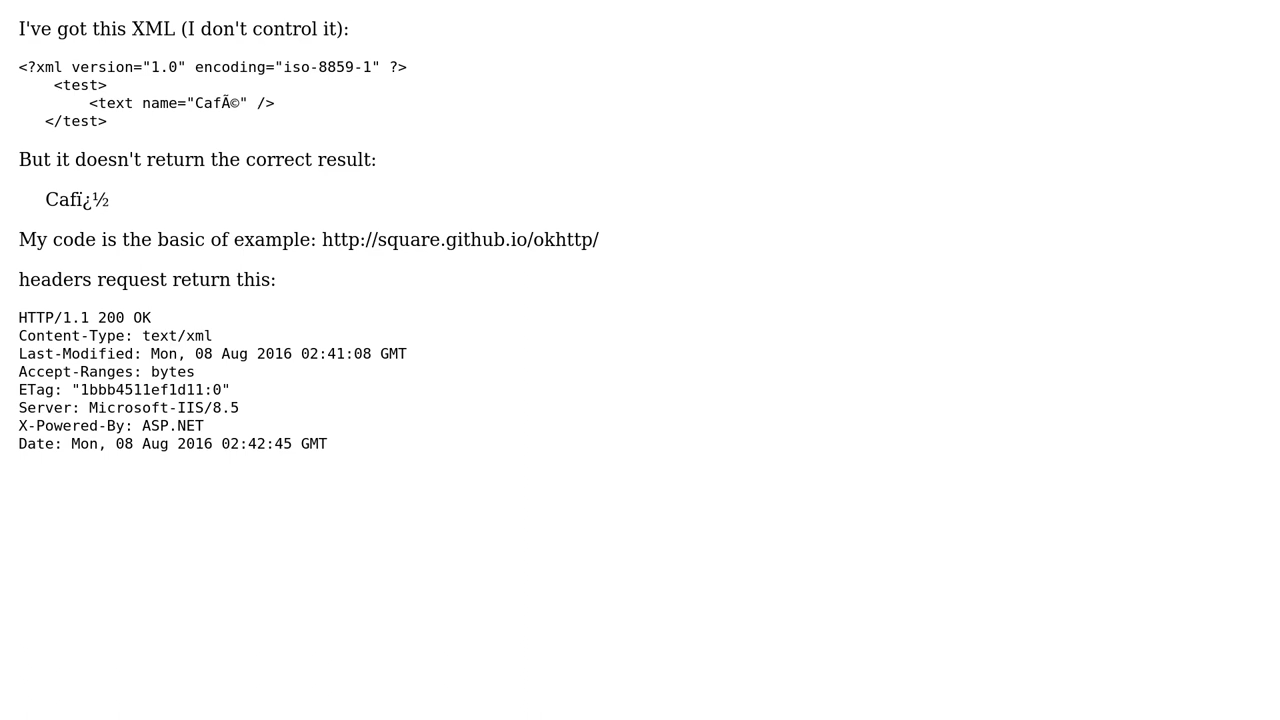 I've got this XML (I don't control it):
<?xml version="1.0" encoding="iso-8859-1" ?>
    <test>
        <text name="CafÃ©" />
   </test>
But it doesn't return the correct result:
Cafï¿½
My code is the basic of example: http://square.github.io/okhttp/
headers request return this:
HTTP/1.1 200 OK
Content-Type: text/xml
Last-Modified: Mon, 08 Aug 2016 02:41:08 GMT
Accept-Ranges: bytes
ETag: "1bbb4511ef1d11:0"
Server: Microsoft-IIS/8.5
X-Powered-By: ASP.NET
Date: Mon, 08 Aug 2016 02:42:45 GMT